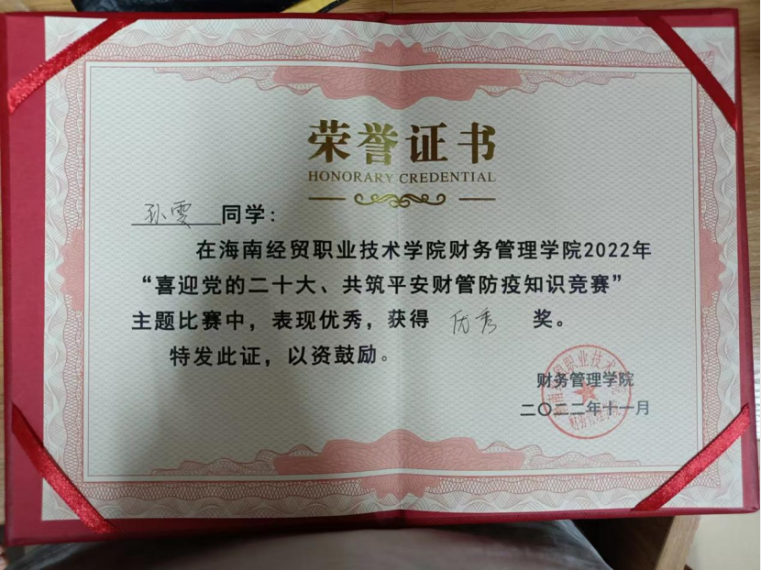 荣誉证书
HONORARY CREDENTIAL
孙雯 同学：
在海南经贸职业技术学院财务管理学院2022年
“喜迎党的二十大、共筑平安财管防疫知识竞赛”
主题比赛中，表现优秀，获得 优秀 奖。
特发此证，以资鼓励。
财务管理学院
二〇二二年十一月